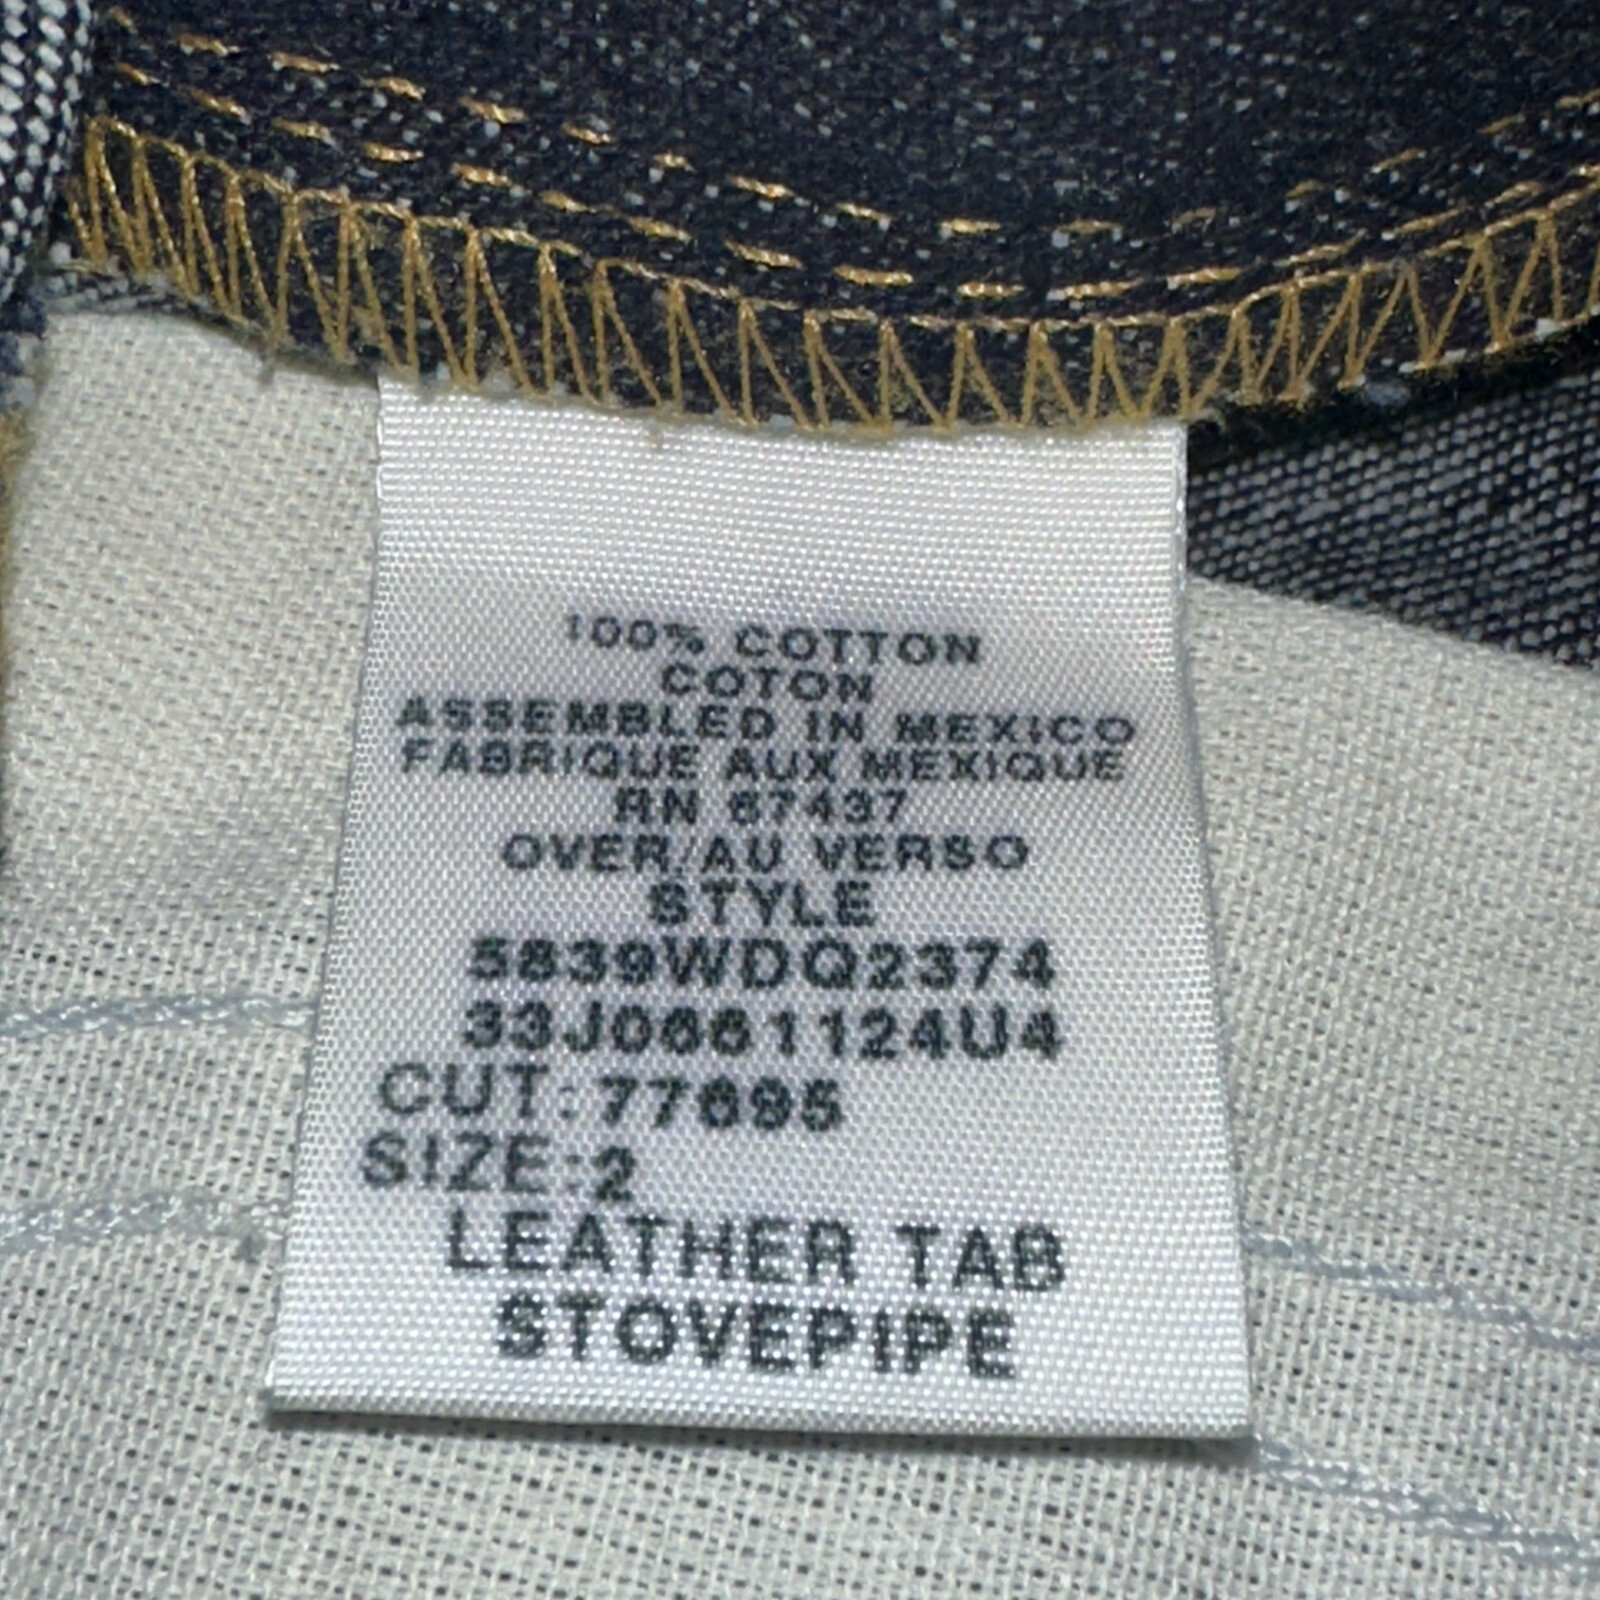 100% COTTON
COTON
ASSEMBLED IN MEXICO
FABRIQUE AUX MEXIQUE
RN 67437
OVER/AU VERSO
STYLE
5839WDQ2374
33J0661124U4
CUT:77695
SIZE:2
LEATHER TAB
STOVEPIPE